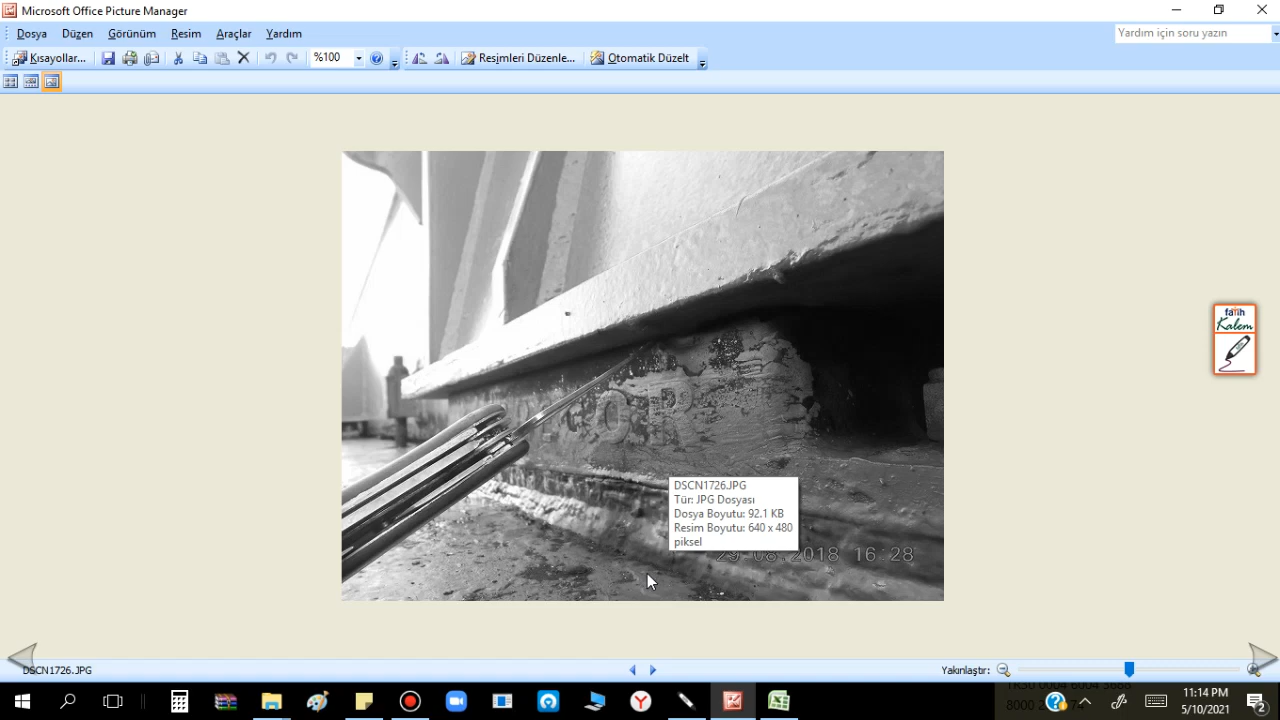 Microsoft Office Picture Manager
Dosya Düzen Görünüm Resim Araçlar Yardım
Yardım için soru yazın
Kısayollar... %100 Resimleri Düzenle... Otomatik Düzelt
fatih
Kalem
OP
DSCN1726.JPG
Tür: JPG Dosyası
Dosya Boyutu: 92.1 KB
Resim Boyutu: 640 x 480
piksel
29.08.2018 16:28
DSCN1726.JPG
Yakınlaştır:
11:14 PM
5/10/2021
2